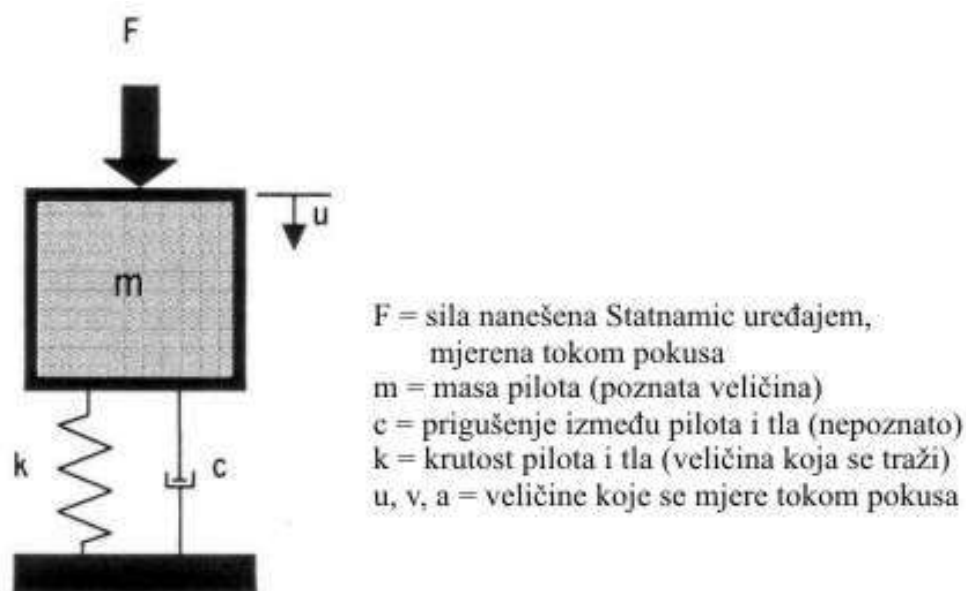 F
u
m
k
c
F = sila nanešena Statnamic uređajem,
mjerena tokom pokusa
m = masa pilota (poznata veličina)
c = prigušenje između pilota i tla (nepoznato)
k = krutost pilota i tla (veličina koja se traži)
u, v, a = veličine koje se mjere tokom pokusa